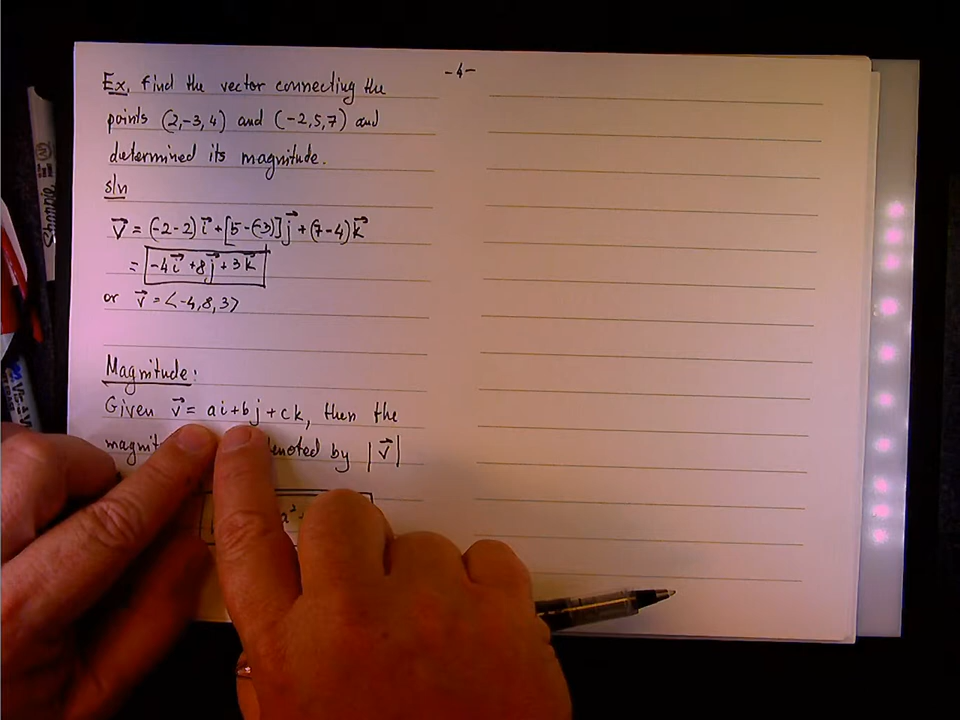 -4-
Ex. find the vector connecting the
points (2,-3,4) and (-2,5,7) and
determined its magnitude.
sln
v⃗ = (-2-2)i⃗ + [5-(-3)]j⃗ + (7-4)k⃗
= -4i⃗ + 8j⃗ + 3k⃗
or v⃗ = <-4,8,3>
Magnitude:
Given v⃗ = ai + bj + ck, then the
by |v⃗|
a²
Sharpie